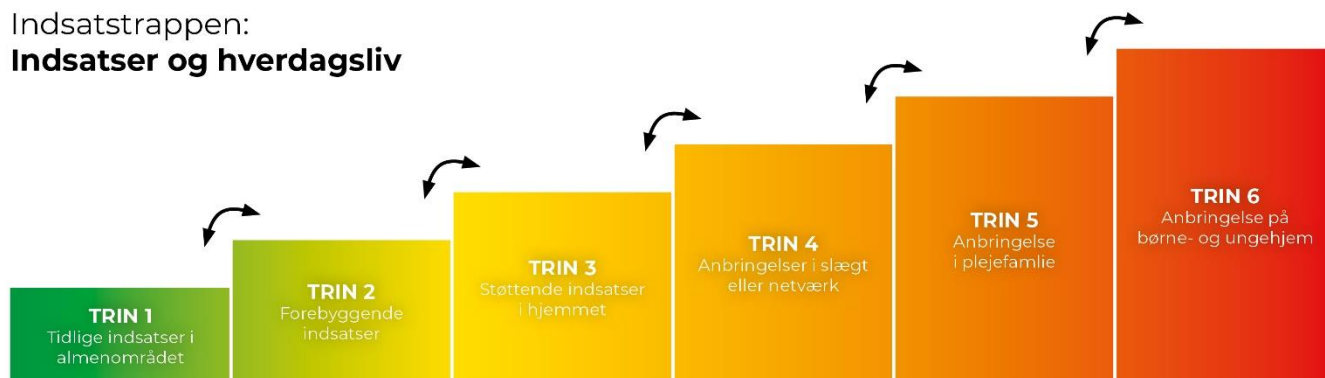 Indsatstrappen:
Indsatser og hverdagsliv
TRIN 1
Tidlige indsatser i
almenområdet
TRIN 2
Forebyggende
indsatser
TRIN 3
Støttende indsatser
i hjemmet
TRIN 4
Anbringelser i slægt
eller netværk
TRIN 5
Anbringelse
i plejefamlie
TRIN 6
Anbringelse på
børne- og ungehjem